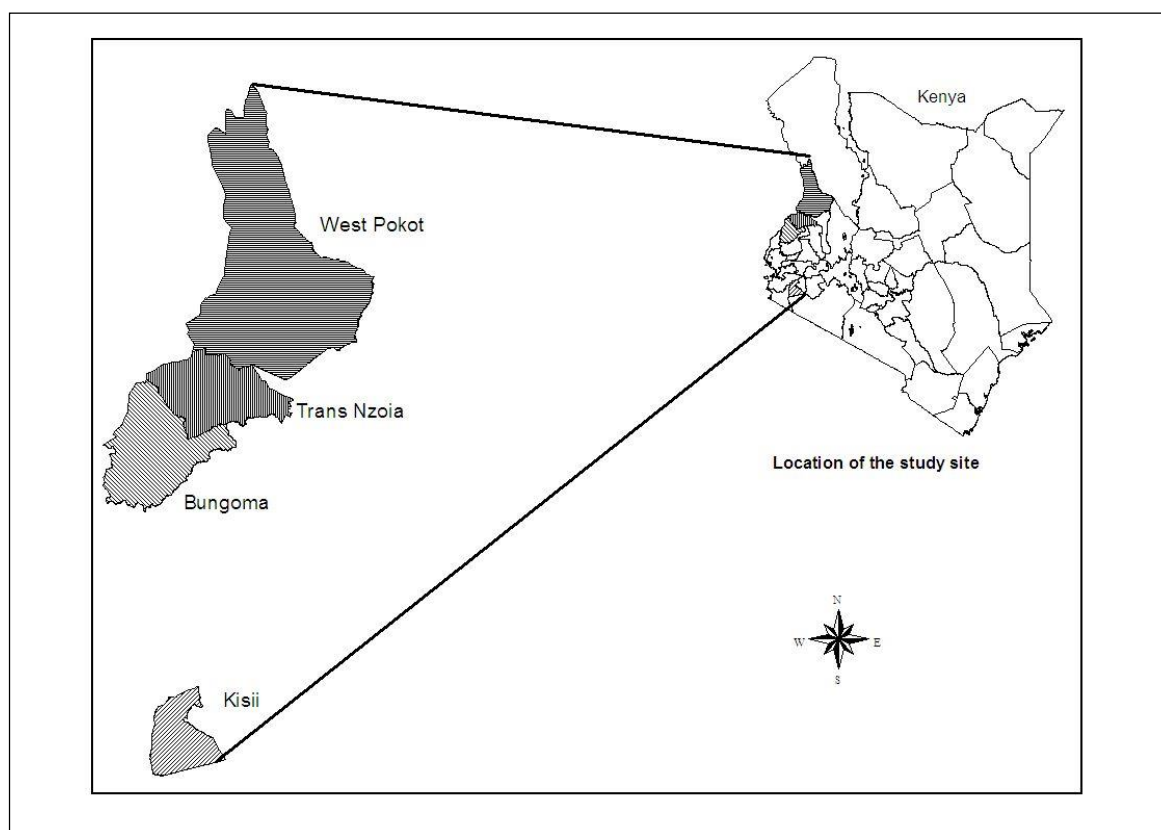 Kenya
West Pokot
Trans Nzoia
Location of the study site
Bungoma
N
W E
S
Kisii